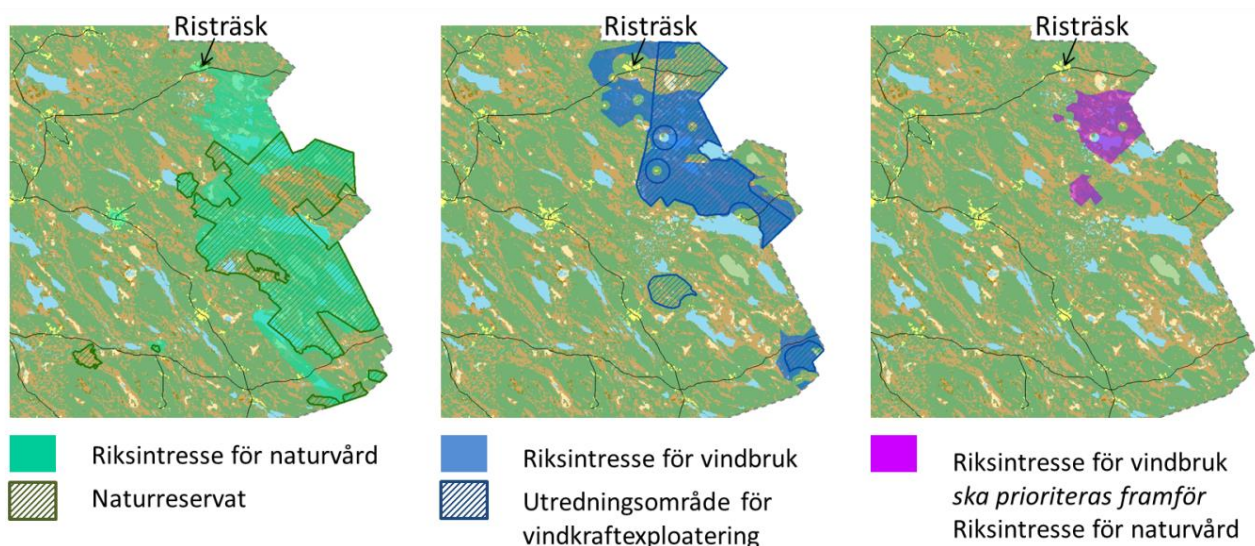 Risträsk
Risträsk
Risträsk
Riksintresse för naturvård
Naturreservat
Riksintresse för vindbruk
Utredningsområde för
vindkraftexploatering
Riksintresse för vindbruk
ska prioriteras framför
Riksintresse för naturvård